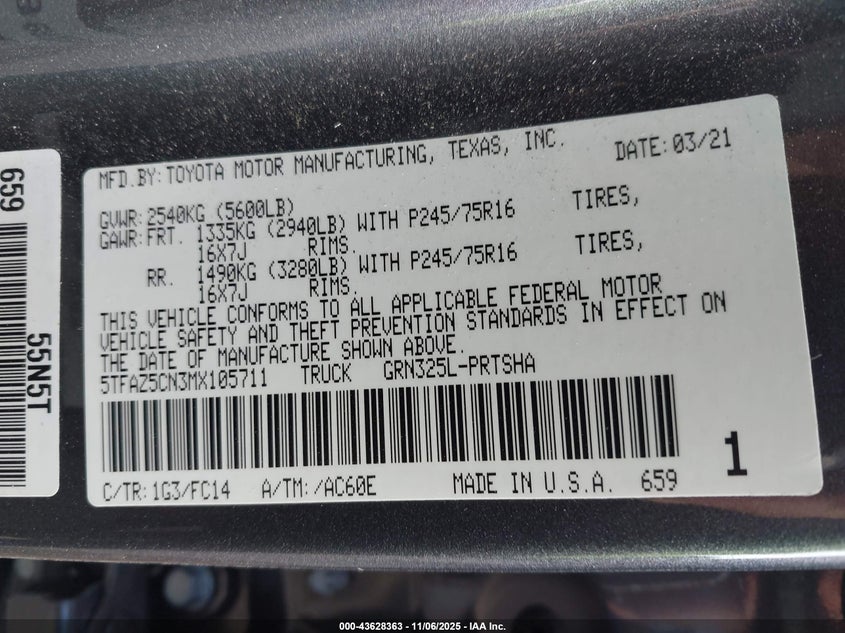 659
55N5T
MFD.BY:TOYOTA MOTOR MANUFACTURING, TEXAS, INC. DATE:03/21
GVWR:2540KG (5600LB)
GAWR:FRT. 1335KG (2940LB) WITH P245/75R16 TIRES,
16X7J RIMS.
RR. 1490KG (3280LB) WITH P245/75R16 TIRES,
16X7J RIMS.
THIS VEHICLE CONFORMS TO ALL APPLICABLE FEDERAL MOTOR
VEHICLE SAFETY AND THEFT PREVENTION STANDARDS IN EFFECT ON
THE DATE OF MANUFACTURE SHOWN ABOVE.
5TFAZ5CN3MX105711 TRUCK GRN325L-PRTSHA
1
C/TR:1G3/FC14 A/TM:/AC60E MADE IN U.S.A. 659
000-43628363 - 11/06/2025 - IAA Inc.